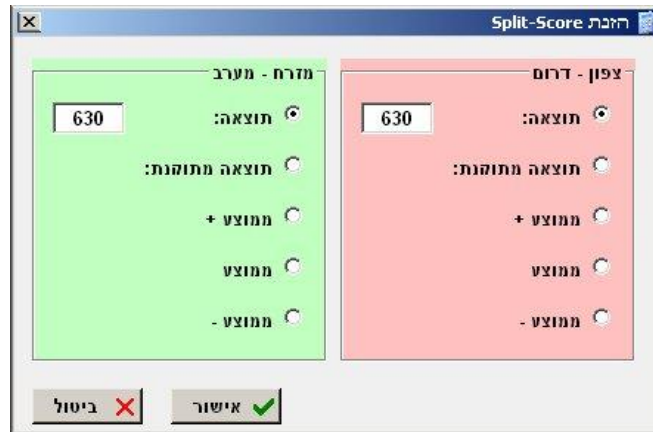 הזנת Split-Score
צפון - דרום
תוצאה: 630
תוצאה מתוקנת:
ממוצע +
ממוצע
ממוצע -
מזרח - מערב
תוצאה: 630
תוצאה מתוקנת:
ממוצע +
ממוצע
ממוצע -
אישור
ביטול